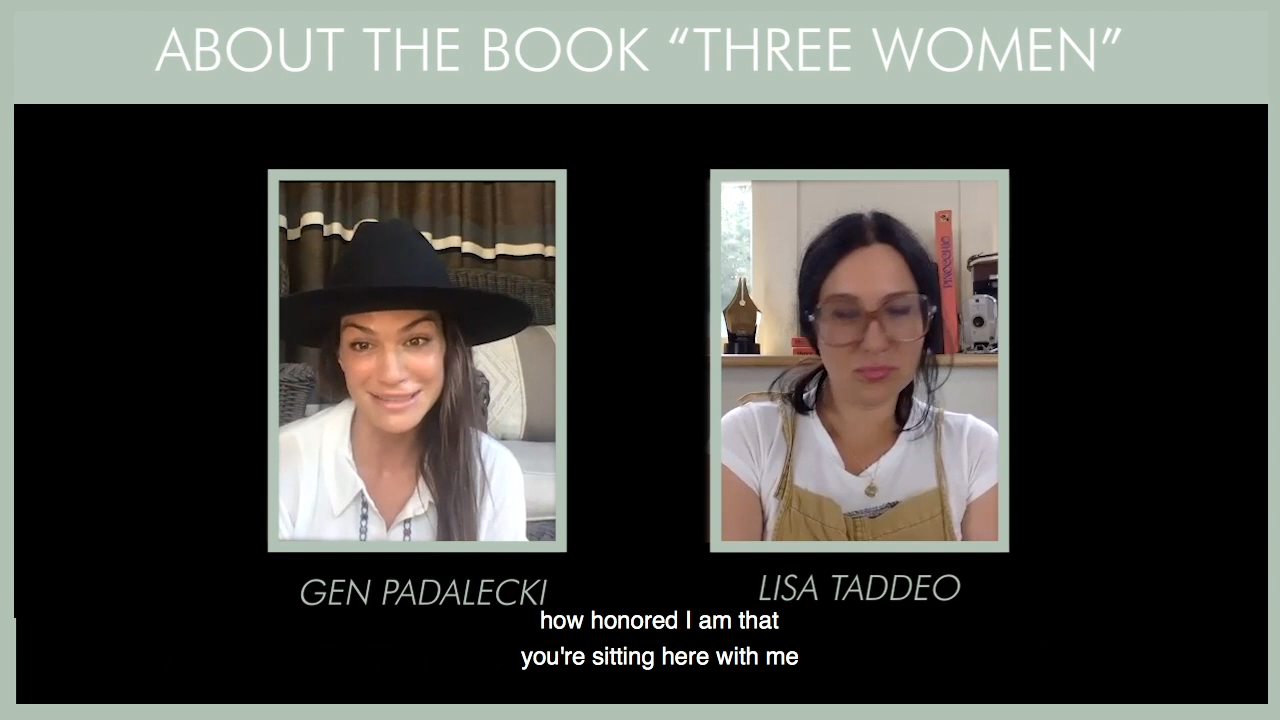 ABOUT THE BOOK “THREE WOMEN”
PINOCCHIO
GEN PADALECKI
LISA TADDEO
how honored I am that
you're sitting here with me